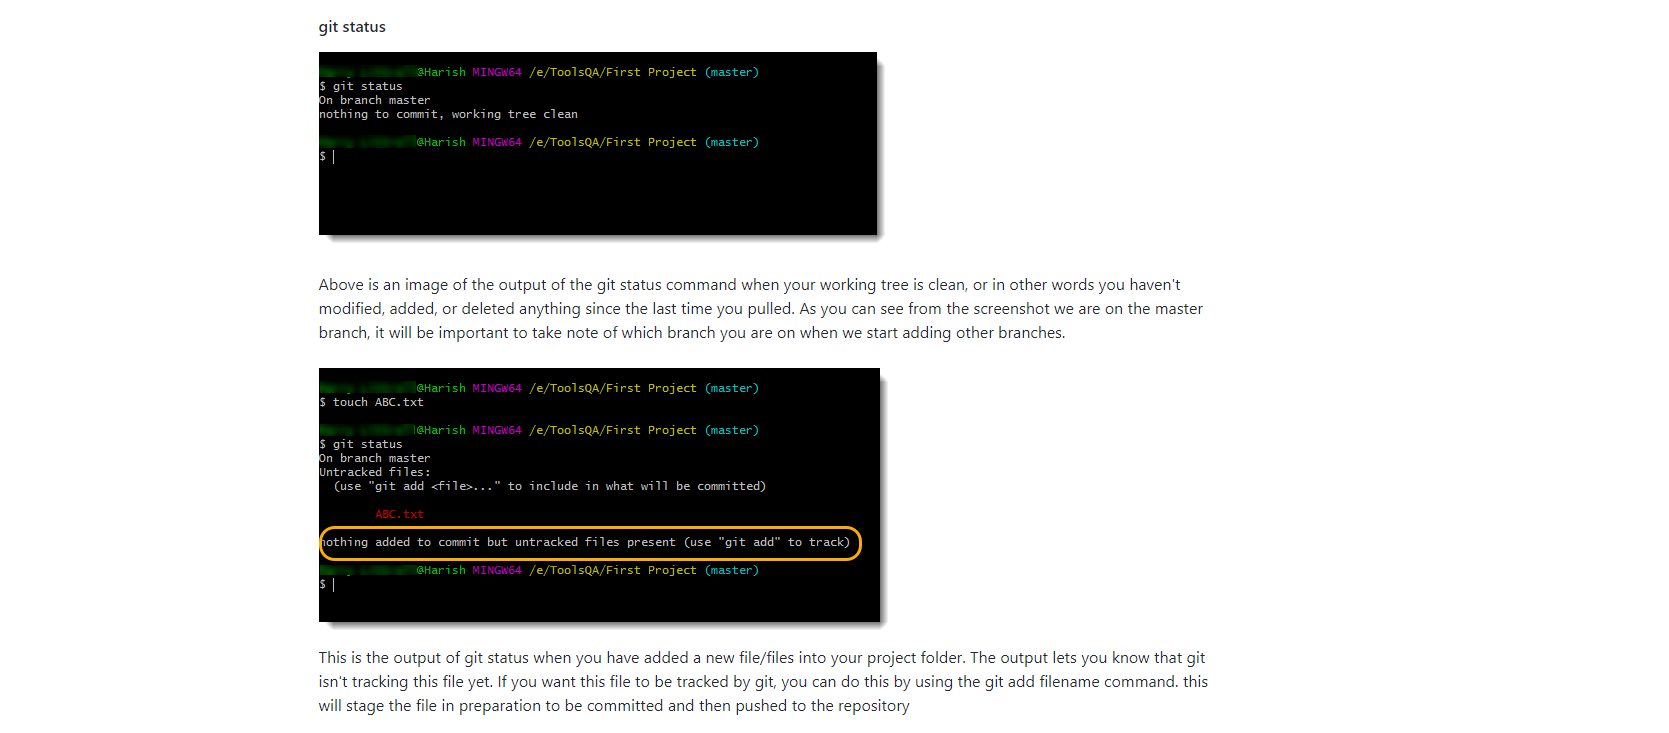 git status
@Harish MINGW64 /e/ToolsQA/First Project (master)
$ git status
On branch master
nothing to commit, working tree clean
@Harish MINGW64 /e/ToolsQA/First Project (master)
$
Above is an image of the output of the git status command when your working tree is clean, or in other words you haven't
modified, added, or deleted anything since the last time you pulled. As you can see from the screenshot we are on the master
branch, it will be important to take note of which branch you are on when we start adding other branches.
@Harish MINGW64 /e/ToolsQA/First Project (master)
$ touch ABC.txt
@Harish MINGW64 /e/ToolsQA/First Project (master)
$ git status
On branch master
Untracked files:
(use "git add <file>..." to include in what will be committed)
ABC.txt
nothing added to commit but untracked files present (use "git add" to track)
@Harish MINGW64 /e/ToolsQA/First Project (master)
$
This is the output of git status when you have added a new file/files into your project folder. The output lets you know that git
isn't tracking this file yet. If you want this file to be tracked by git, you can do this by using the git add filename command. this
will stage the file in preparation to be committed and then pushed to the repository